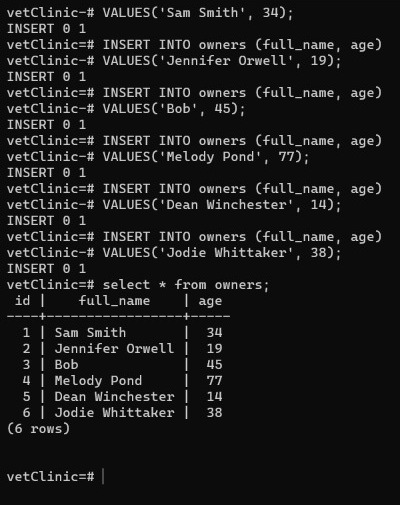 vetClinic-# VALUES('Sam Smith', 34);
INSERT 0 1
vetClinic=# INSERT INTO owners (full_name, age)
vetClinic-# VALUES('Jennifer Orwell', 19);
INSERT 0 1
vetClinic=# INSERT INTO owners (full_name, age)
vetClinic-# VALUES('Bob', 45);
INSERT 0 1
vetClinic=# INSERT INTO owners (full_name, age)
vetClinic-# VALUES('Melody Pond', 77);
INSERT 0 1
vetClinic=# INSERT INTO owners (full_name, age)
vetClinic-# VALUES('Dean Winchester', 14);
INSERT 0 1
vetClinic=# INSERT INTO owners (full_name, age)
vetClinic-# VALUES('Jodie Whittaker', 38);
INSERT 0 1
vetClinic=# select * from owners;
 id |    full_name    | age
----+-----------------+-----
  1 | Sam Smith       |  34
  2 | Jennifer Orwell |  19
  3 | Bob             |  45
  4 | Melody Pond     |  77
  5 | Dean Winchester |  14
  6 | Jodie Whittaker |  38
(6 rows)
vetClinic=#